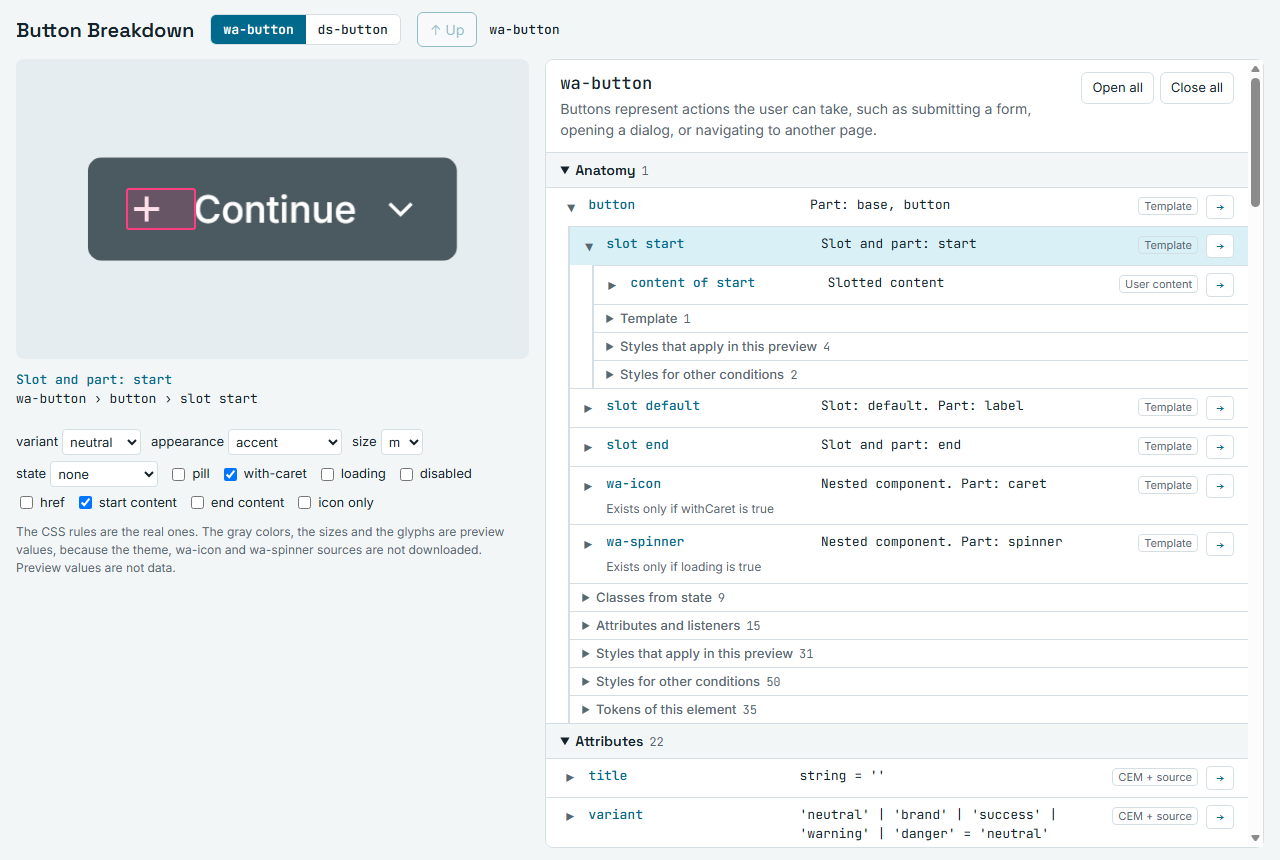 Button Breakdown
wa-button
ds-button
↑ Up
wa-button
+ Continue
Slot and part: start
wa-button › button › slot start
variant neutral appearance accent size m
state none pill with-caret loading disabled
href start content end content icon only
The CSS rules are the real ones. The gray colors, the sizes and the glyphs are preview
values, because the theme, wa-icon and wa-spinner sources are not downloaded.
Preview values are not data.
wa-button
Buttons represent actions the user can take, such as submitting a form,
opening a dialog, or navigating to another page.
Open all
Close all
▼ Anatomy 1
▼ button Part: base, button Template →
▼ slot start Slot and part: start Template →
▶ content of start Slotted content User content →
▶ Template 1
▶ Styles that apply in this preview 4
▶ Styles for other conditions 2
▶ slot default Slot: default. Part: label Template →
▶ slot end Slot and part: end Template →
▶ wa-icon Nested component. Part: caret Template →
Exists only if withCaret is true
▶ wa-spinner Nested component. Part: spinner Template →
Exists only if loading is true
▶ Classes from state 9
▶ Attributes and listeners 15
▶ Styles that apply in this preview 31
▶ Styles for other conditions 50
▶ Tokens of this element 35
▼ Attributes 22
▶ title string = '' CEM + source →
▶ variant 'neutral' | 'brand' | 'success' | CEM + source →
'warning' | 'danger' = 'neutral'